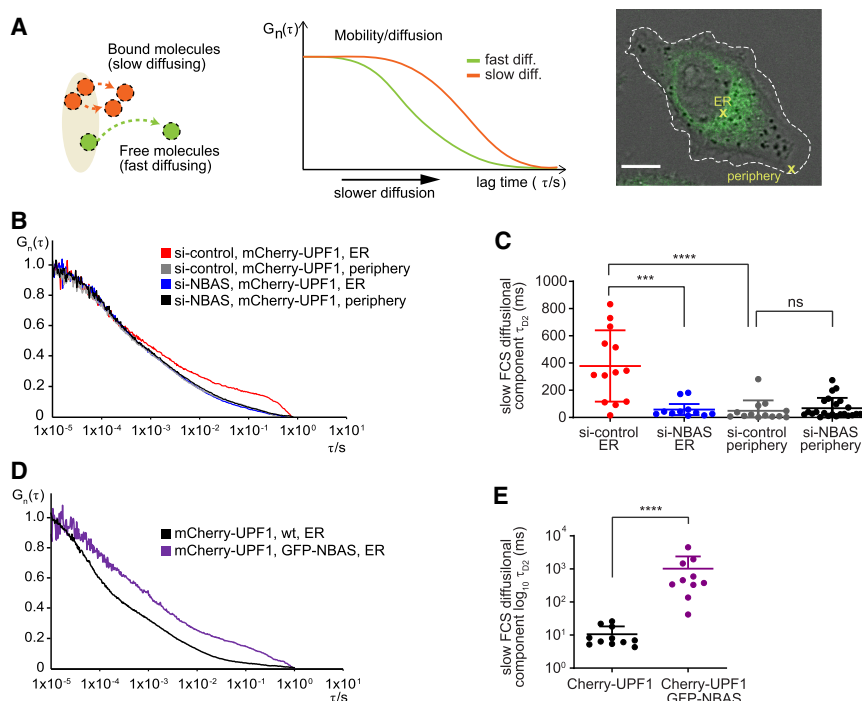 A
Bound molecules
(slow diffusing)
Free molecules
(fast diffusing)
Gn(τ)
Mobility/diffusion
fast diff.
slow diff.
slower diffusion
lag time ( τ/s)
ER
x
periphery
x
B
Gn(τ)
1.0
0.8
0.6
0.4
0.2
0
si-control, mCherry-UPF1, ER
si-control, mCherry-UPF1, periphery
si-NBAS, mCherry-UPF1, ER
si-NBAS, mCherry-UPF1, periphery
1x10-5 1x10-4 1x10-3 1x10-2 1x10-1 1x100 1x101
τ/s
C
slow FCS diffusilonal
component τD2 (ms)
1000
800
600
400
200
0
****
***
ns
si-control
ER
si-NBAS
ER
si-control
periphery
si-NBAS
periphery
D
Gn(τ)
1.0
0.8
0.6
0.4
0.2
0
mCherry-UPF1, wt, ER
mCherry-UPF1, GFP-NBAS, ER
1x10-5 1x10-4 1x10-3 1x10-2 1x10-1 1x100 1x101
τ/s
E
slow FCS diffusilonal
component log10 τD2 (ms)
104
103
102
101
100
****
Cherry-UPF1
Cherry-UPF1
GFP-NBAS